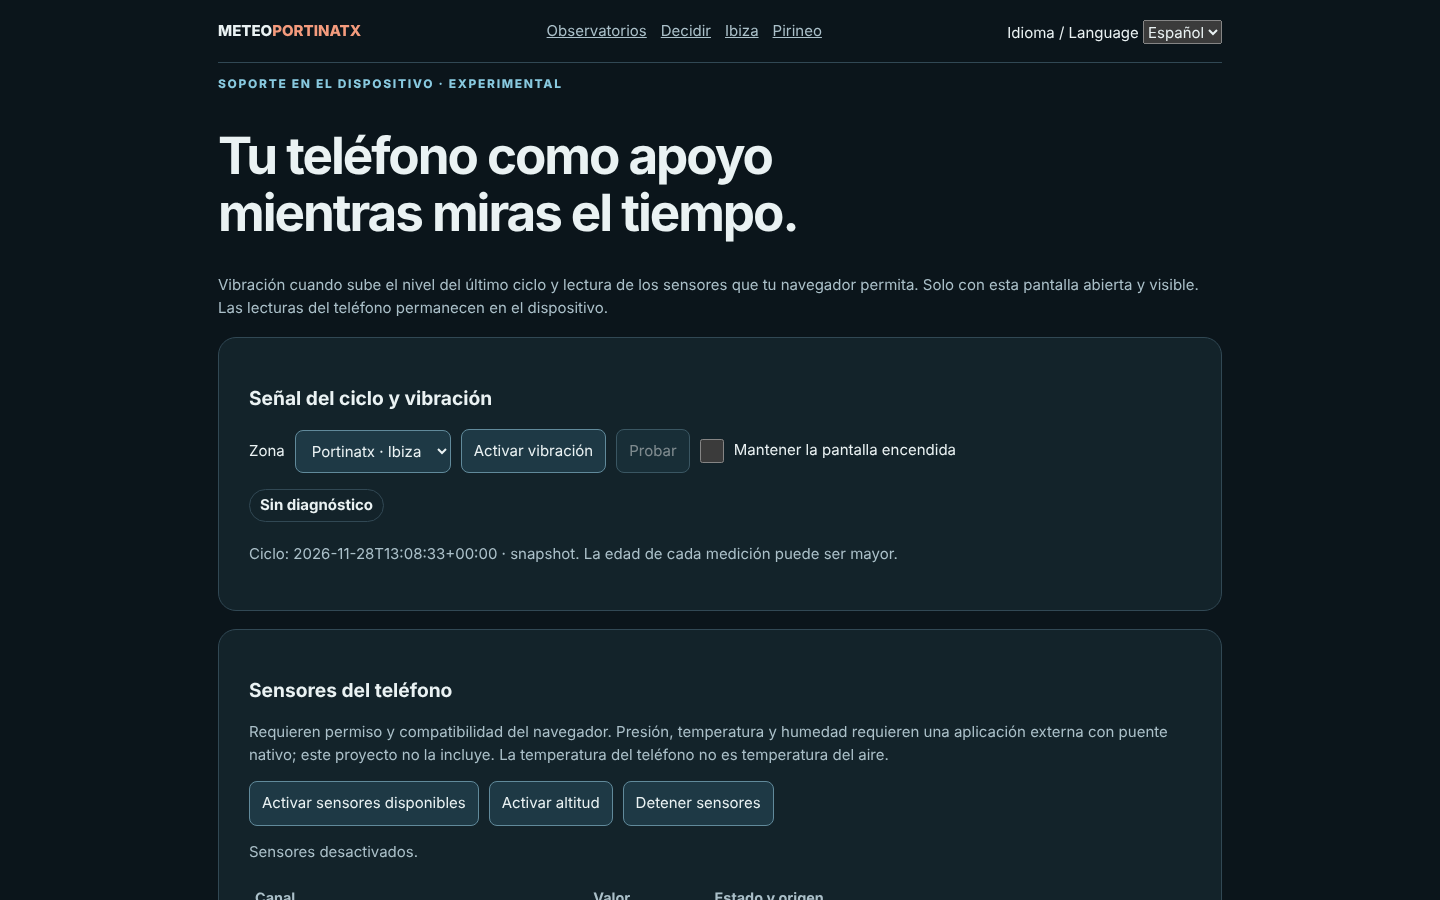 METEOPORTINATX
Observatorios Decidir Ibiza Pirineo
Idioma / Language Español
SOPORTE EN EL DISPOSITIVO · EXPERIMENTAL
Tu teléfono como apoyo
mientras miras el tiempo.
Vibración cuando sube el nivel del último ciclo y lectura de los sensores que tu navegador permita. Solo con esta pantalla abierta y visible.
Las lecturas del teléfono permanecen en el dispositivo.
Señal del ciclo y vibración
Zona Portinatx · Ibiza Activar vibración Probar Mantener la pantalla encendida
Sin diagnóstico
Ciclo: 2026-11-28T13:08:33+00:00 · snapshot. La edad de cada medición puede ser mayor.
Sensores del teléfono
Requieren permiso y compatibilidad del navegador. Presión, temperatura y humedad requieren una aplicación externa con puente
nativo; este proyecto no la incluye. La temperatura del teléfono no es temperatura del aire.
Activar sensores disponibles Activar altitud Detener sensores
Sensores desactivados.
Canal Valor Estado y origen